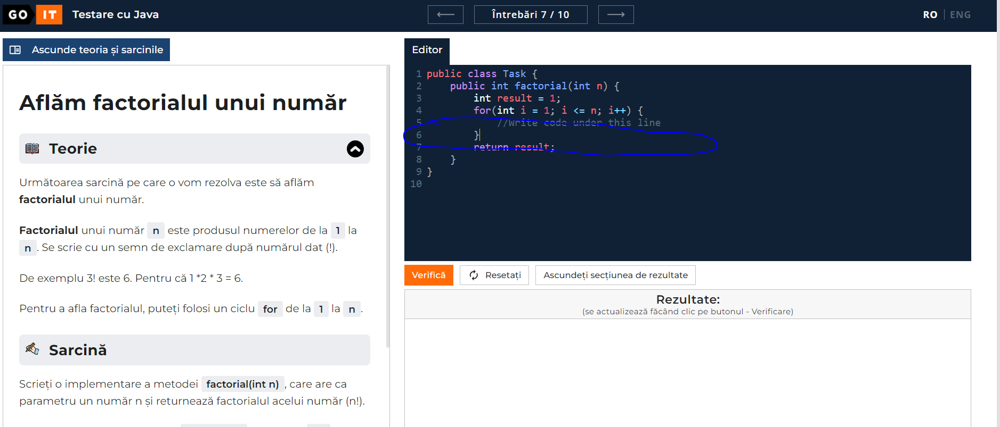 GO IT Testare cu Java
Întrebări 7 / 10
RO ENG
Ascunde teoria și sarcinile
Aflăm factorialul unui număr
Teorie
Următoarea sarcină pe care o vom rezolva este să aflăm
factorialul unui număr.
Factorialul unui număr n este produsul numerelor de la 1 la
n. Se scrie cu un semn de exclamare după numărul dat (!).
De exemplu 3! este 6. Pentru că 1 *2 * 3 = 6.
Pentru a afla factorialul, puteți folosi un ciclu for de la 1 la n.
Sarcină
Scrieți o implementare a metodei factorial(int n), care are ca
parametru un număr n și returnează factorialul acelui număr (n!).
Editor
1 public class Task {
2 public int factorial(int n) {
3 int result = 1;
4 for(int i = 1; i <= n; i++) {
5 //Write code under this line
6 }
7 return result;
8 }
9 }
10
Verifică Resetați Ascundeți secțiunea de rezultate
Rezultate:
(se actualizează făcând clic pe butonul - Verificare)